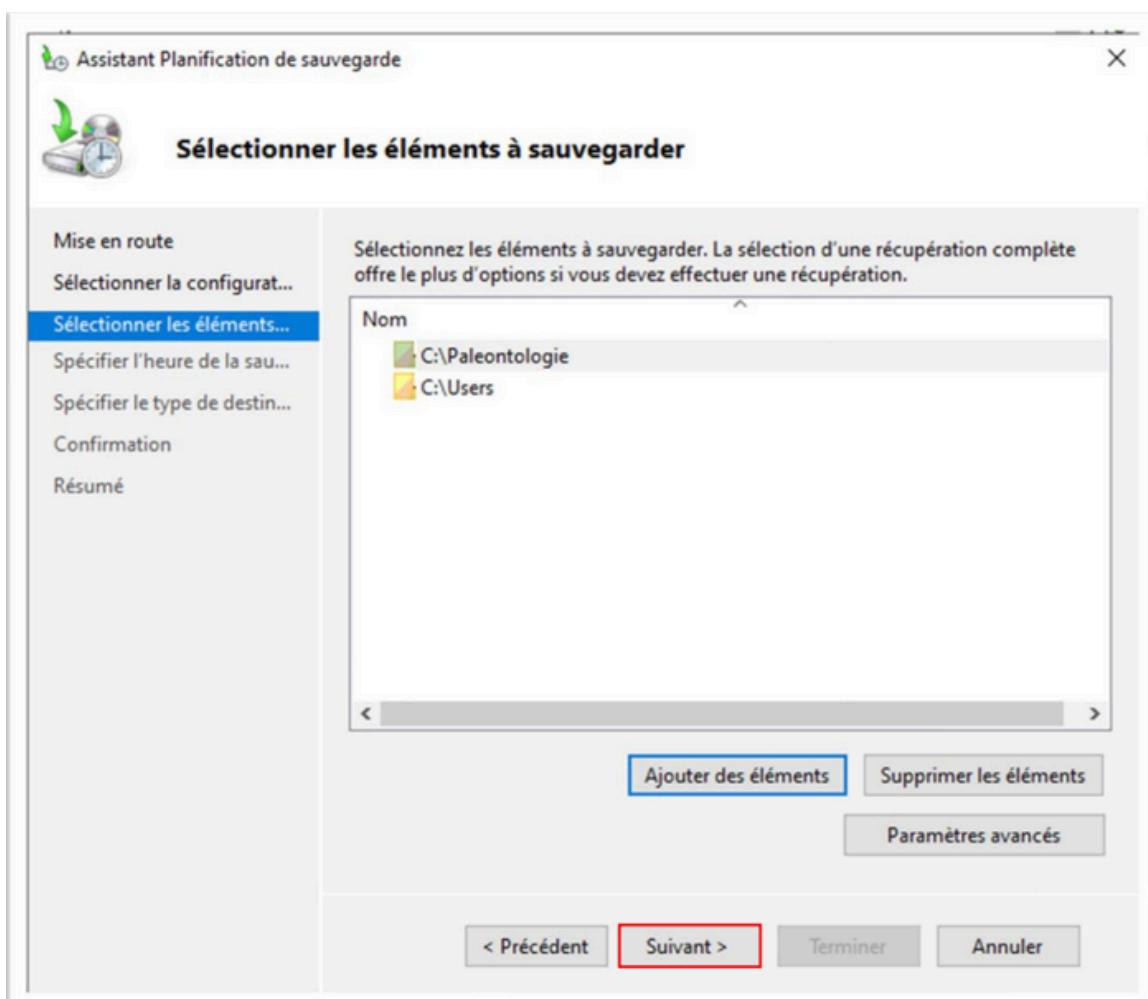 Assistant Planification de sauvegarde
Sélectionner les éléments à sauvegarder
Mise en route
Sélectionner la configurat...
Sélectionner les éléments...
Spécifier l'heure de la sau...
Spécifier le type de destin...
Confirmation
Résumé
Sélectionnez les éléments à sauvegarder. La sélection d'une récupération complète
offre le plus d'options si vous devez effectuer une récupération.
Nom
C:\Paleontologie
C:\Users
Ajouter des éléments
Supprimer les éléments
Paramètres avancés
< Précédent
Suivant >
Terminer
Annuler